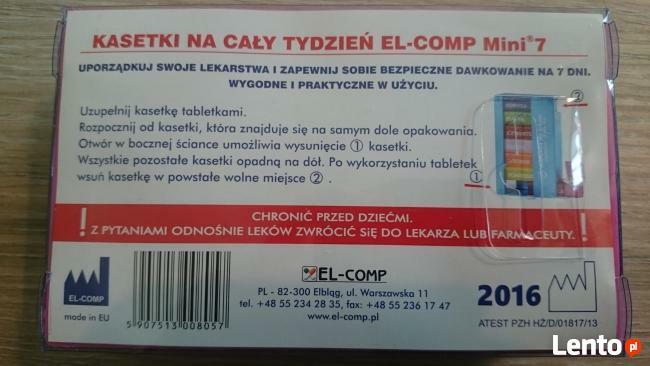 KASETKI NA CAŁY TYDZIEŃ EL-COMP Mini®7
UPORZĄDKUJ SWOJE LEKARSTWA I ZAPEWNIJ SOBIE BEZPIECZNE DAWKOWANIE NA 7 DNI.
WYGODNE I PRAKTYCZNE W UŻYCIU.
Uzupełnij kasetkę tabletkami.
Rozpocznij od kasetki, która znajduje się na samym dole opakowania.
Otwór w bocznej ściance umożliwia wysunięcie ① kasetki.
Wszystkie pozostałe kasetki opadną na dół. Po wykorzystaniu tabletek
wsuń kasetkę w powstałe wolne miejsce ② .
②
①
! CHRONIĆ PRZED DZIEĆMI. !
Z PYTANIAMI ODNOŚNIE LEKÓW ZWRÓCIĆ SiĘ DO LEKARZA LUB FARMACEUTY.
EL-COMP
made in EU
5 907513 008057
EL-COMP
PL - 82-300 Elbląg, ul. Warszawska 11
tel. +48 55 234 28 35, fax: +48 55 236 17 47
www.el-comp.pl
2016
ATEST PZH HŻ/D/01817/13
Lento.pl